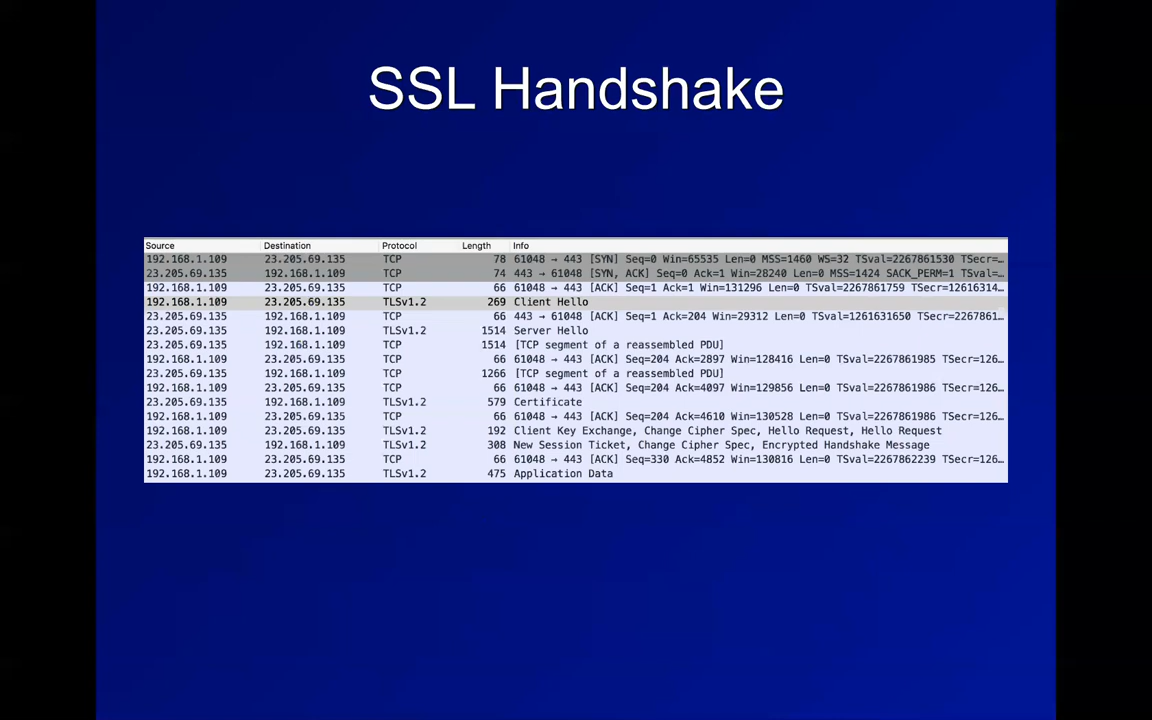 SSL Handshake
Source Destination Protocol Length Info
192.168.1.109 23.205.69.135 TCP 78 61048 → 443 [SYN] Seq=0 Win=65535 Len=0 MSS=1460 WS=32 TSval=2267861530 TSecr=…
23.205.69.135 192.168.1.109 TCP 74 443 → 61048 [SYN, ACK] Seq=0 Ack=1 Win=28240 Len=0 MSS=1424 SACK_PERM=1 TSval=…
192.168.1.109 23.205.69.135 TCP 66 61048 → 443 [ACK] Seq=1 Ack=1 Win=131296 Len=0 TSval=2267861759 TSecr=12616314…
192.168.1.109 23.205.69.135 TLSv1.2 269 Client Hello
23.205.69.135 192.168.1.109 TCP 66 443 → 61048 [ACK] Seq=1 Ack=204 Win=29312 Len=0 TSval=1261631650 TSecr=2267861…
23.205.69.135 192.168.1.109 TLSv1.2 1514 Server Hello
23.205.69.135 192.168.1.109 TCP 1514 [TCP segment of a reassembled PDU]
192.168.1.109 23.205.69.135 TCP 66 61048 → 443 [ACK] Seq=204 Ack=2897 Win=128416 Len=0 TSval=2267861985 TSecr=126…
23.205.69.135 192.168.1.109 TCP 1266 [TCP segment of a reassembled PDU]
192.168.1.109 23.205.69.135 TCP 66 61048 → 443 [ACK] Seq=204 Ack=4097 Win=129856 Len=0 TSval=2267861986 TSecr=126…
23.205.69.135 192.168.1.109 TLSv1.2 579 Certificate
192.168.1.109 23.205.69.135 TCP 66 61048 → 443 [ACK] Seq=204 Ack=4610 Win=130528 Len=0 TSval=2267861986 TSecr=126…
192.168.1.109 23.205.69.135 TLSv1.2 192 Client Key Exchange, Change Cipher Spec, Hello Request, Hello Request
23.205.69.135 192.168.1.109 TLSv1.2 308 New Session Ticket, Change Cipher Spec, Encrypted Handshake Message
192.168.1.109 23.205.69.135 TCP 66 61048 → 443 [ACK] Seq=330 Ack=4852 Win=130816 Len=0 TSval=2267862239 TSecr=126…
192.168.1.109 23.205.69.135 TLSv1.2 475 Application Data